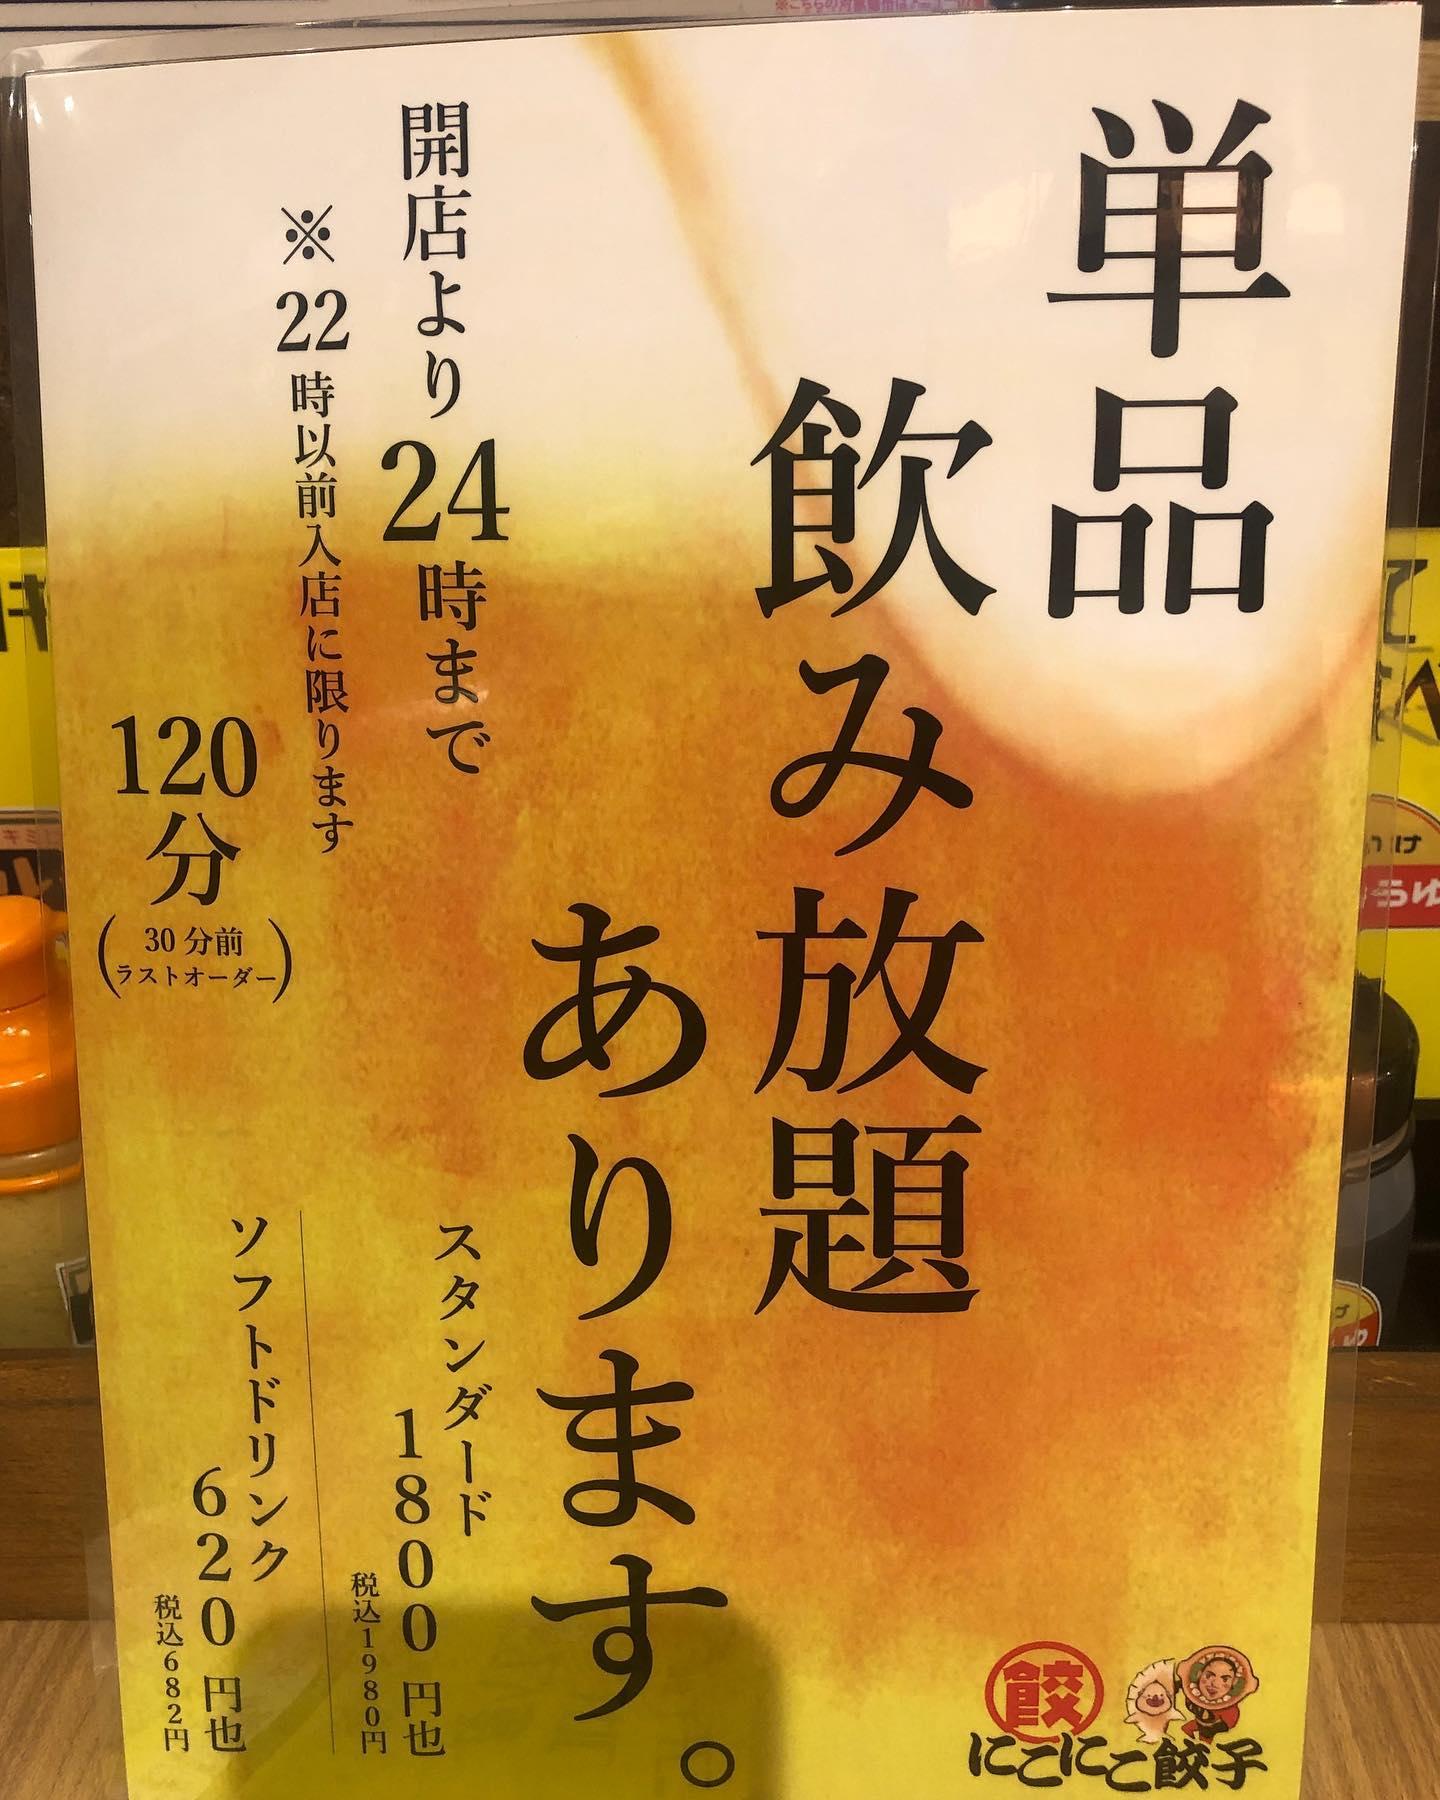 単品
飲み放題
あります。
開店より24時まで
※22時以前入店に限ります
120分
(30分前
ラストオーダー)
スタンダード
1800円也
税込1980円
ソフトドリンク
620円也
税込682円
餃
にこにこ餃子